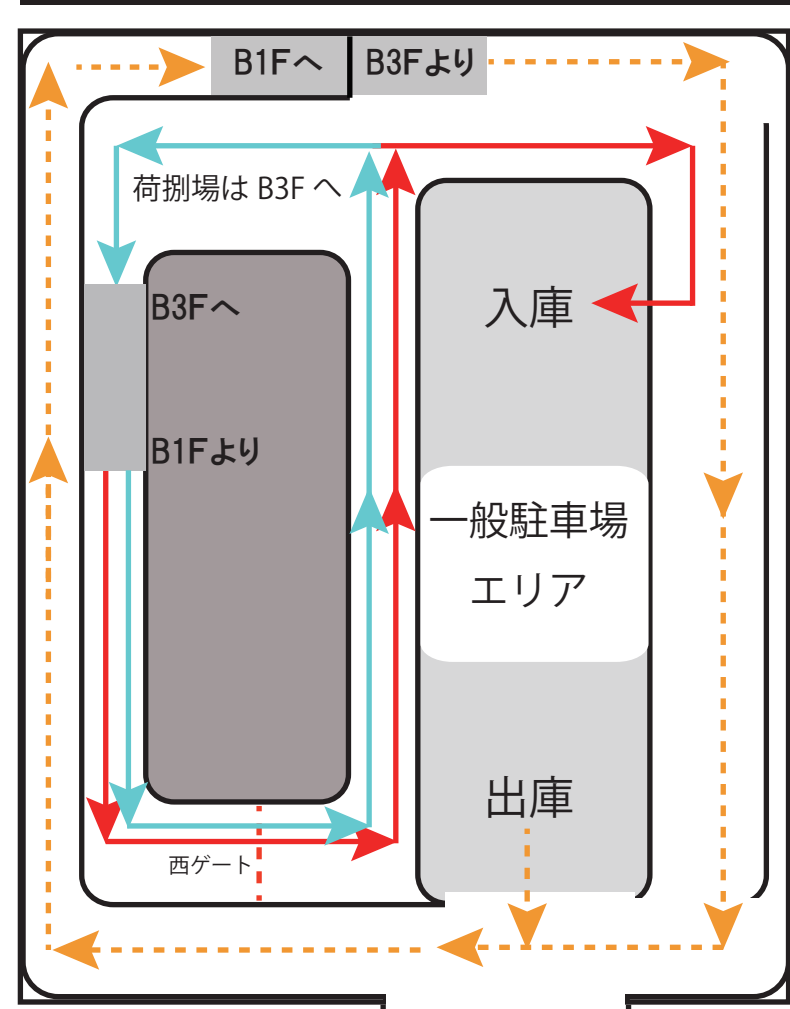 B1Fへ
B3Fより
荷捌場は B3F へ
B3Fへ
入庫
B1Fより
一般駐車場
エリア
出庫
西ゲート